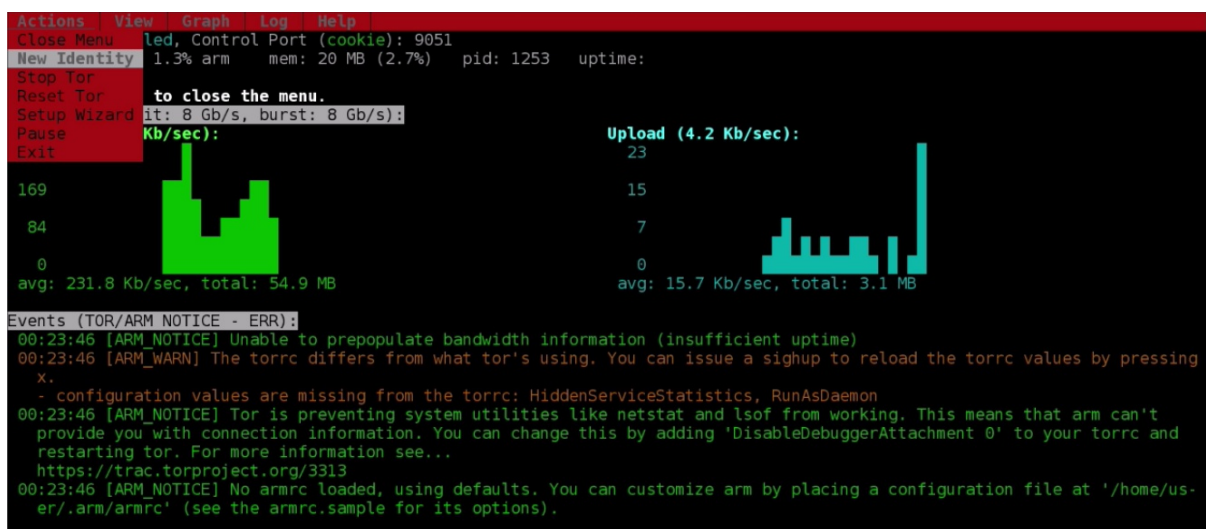 Actions View Graph Log Help
Close Menu led, Control Port (cookie): 9051
New Identity 1.3% arm mem: 20 MB (2.7%) pid: 1253 uptime:
Stop Tor
Reset Tor to close the menu.
Setup Wizard it: 8 Gb/s, burst: 8 Gb/s):
Pause Kb/sec): Upload (4.2 Kb/sec):
Exit 23
169 15
84 7
0 0
avg: 231.8 Kb/sec, total: 54.9 MB avg: 15.7 Kb/sec, total: 3.1 MB
Events (TOR/ARM NOTICE - ERR):
00:23:46 [ARM_NOTICE] Unable to prepopulate bandwidth information (insufficient uptime)
00:23:46 [ARM_WARN] The torrc differs from what tor's using. You can issue a sighup to reload the torrc values by pressing
x.
- configuration values are missing from the torrc: HiddenServiceStatistics, RunAsDaemon
00:23:46 [ARM_NOTICE] Tor is preventing system utilities like netstat and lsof from working. This means that arm can't
provide you with connection information. You can change this by adding 'DisableDebuggerAttachment 0' to your torrc and
restarting tor. For more information see...
https://trac.torproject.org/3313
00:23:46 [ARM_NOTICE] No armrc loaded, using defaults. You can customize arm by placing a configuration file at '/home/us-
er/.arm/armrc' (see the armrc.sample for its options).